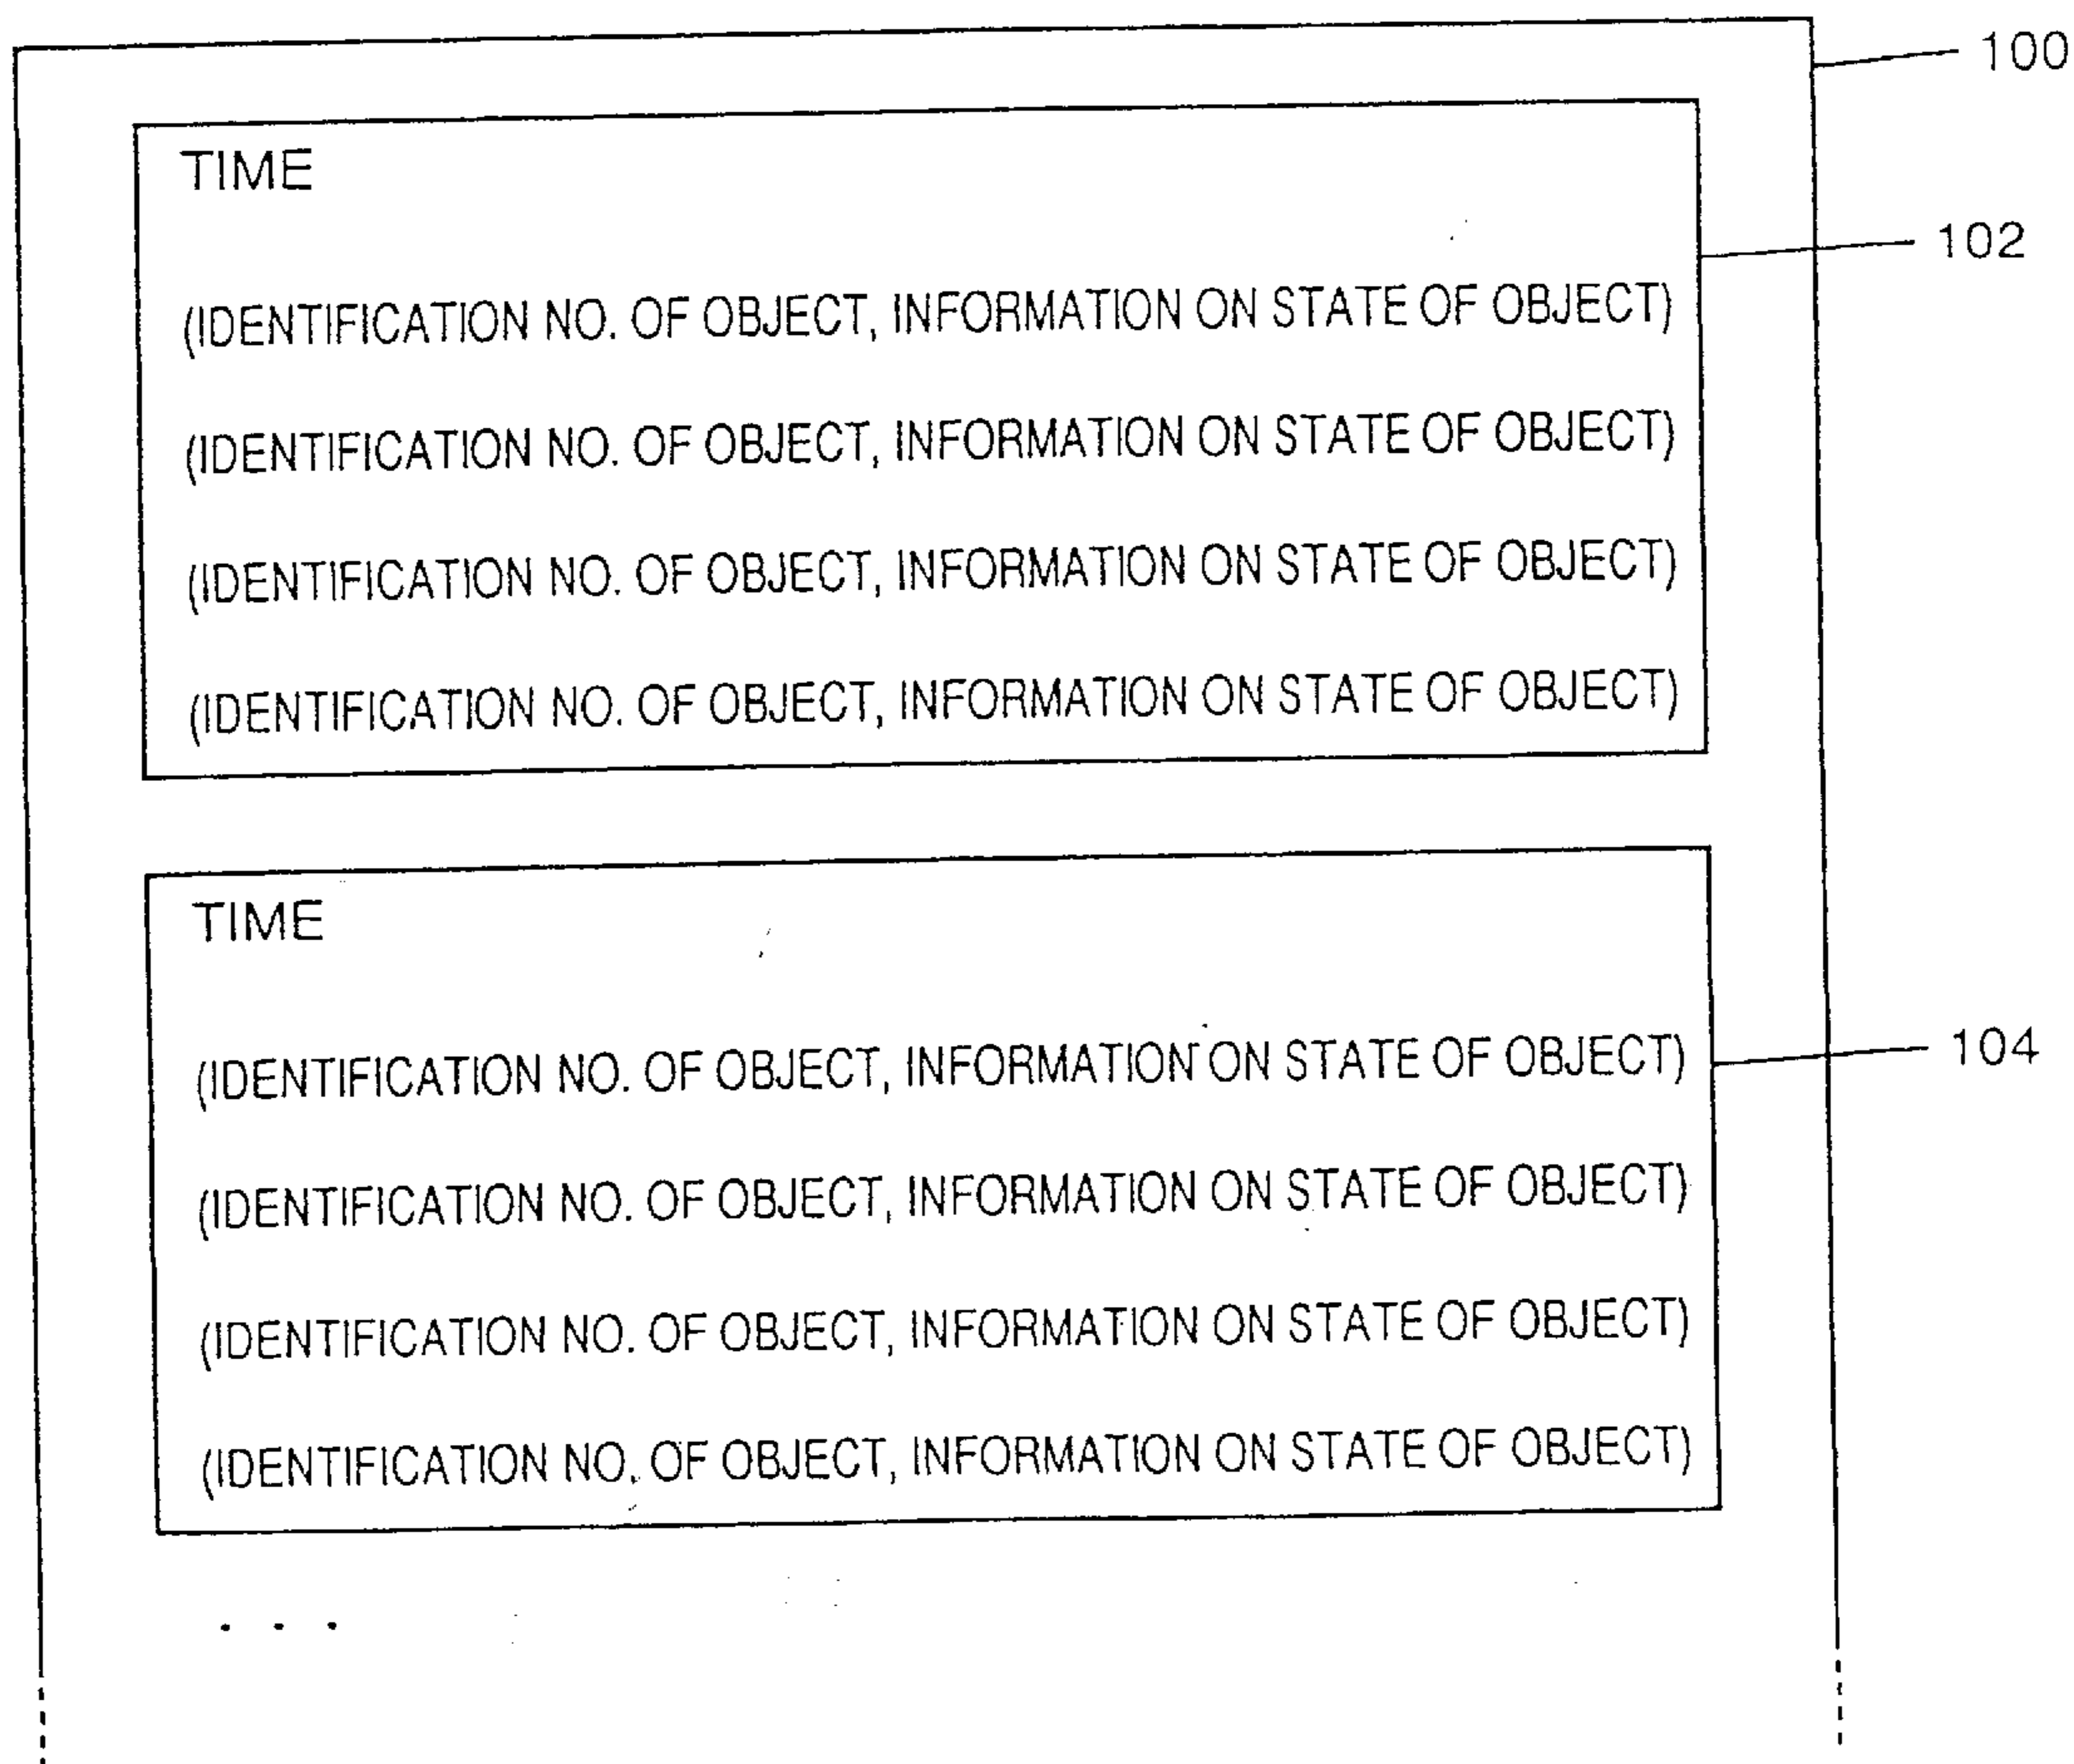 100
TIME
102
(IDENTIFICATION NO. OF OBJECT, INFORMATION ON STATE OF OBJECT)
(IDENTIFICATION NO. OF OBJECT, INFORMATION ON STATE OF OBJECT)
(IDENTIFICATION NO. OF OBJECT, INFORMATION ON STATE OF OBJECT)
(IDENTIFICATION NO. OF OBJECT, INFORMATION ON STATE OF OBJECT)
TIME
104
(IDENTIFICATION NO. OF OBJECT, INFORMATION ON STATE OF OBJECT)
(IDENTIFICATION NO. OF OBJECT, INFORMATION ON STATE OF OBJECT)
(IDENTIFICATION NO. OF OBJECT, INFORMATION ON STATE OF OBJECT)
(IDENTIFICATION NO. OF OBJECT, INFORMATION ON STATE OF OBJECT)
. . .